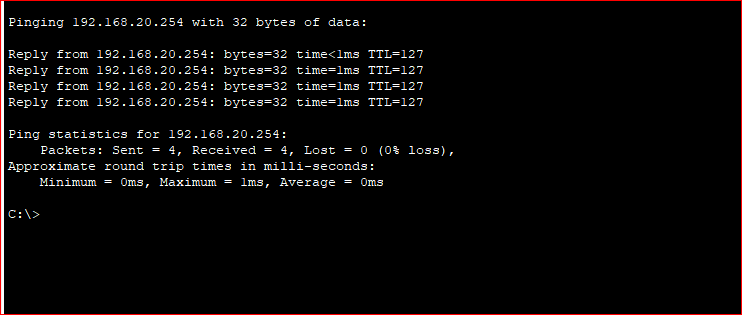 Pinging 192.168.20.254 with 32 bytes of data:
Reply from 192.168.20.254: bytes=32 time<1ms TTL=127
Reply from 192.168.20.254: bytes=32 time=1ms TTL=127
Reply from 192.168.20.254: bytes=32 time=1ms TTL=127
Reply from 192.168.20.254: bytes=32 time=1ms TTL=127
Ping statistics for 192.168.20.254:
    Packets: Sent = 4, Received = 4, Lost = 0 (0% loss),
Approximate round trip times in milli-seconds:
    Minimum = 0ms, Maximum = 1ms, Average = 0ms
C:\>